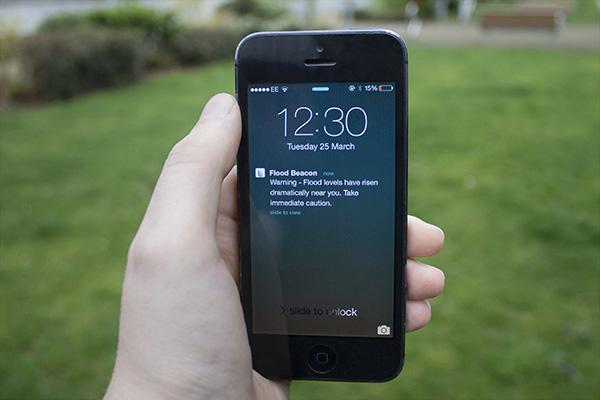 EE 15%
12:30
Tuesday 25 March
Flood Beacon now
Warning - Flood levels have risen
dramatically near you. Take
immediate caution.
slide to view
> slide to unlock